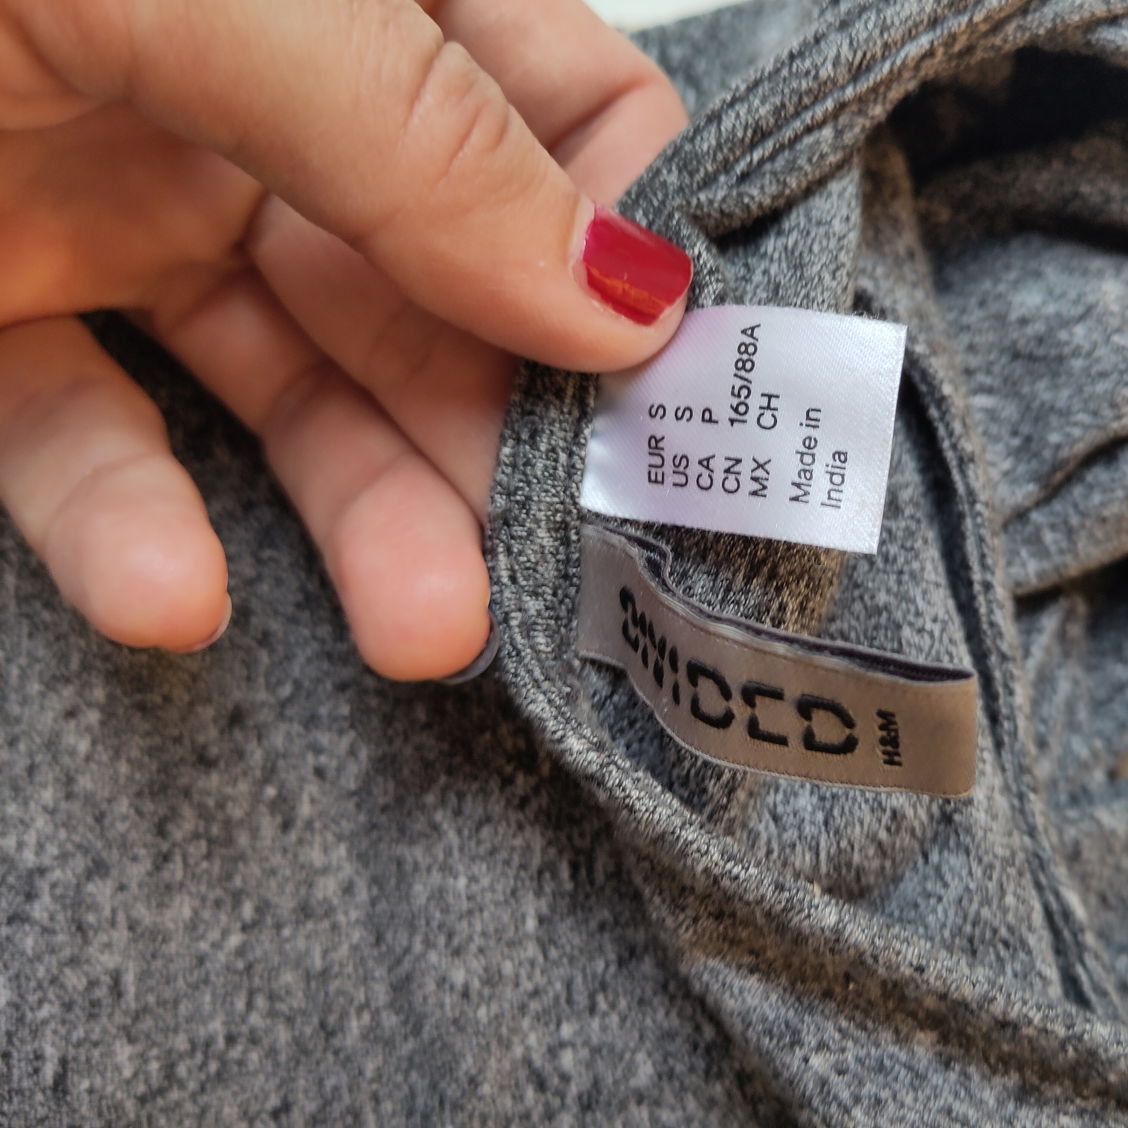 EUR S
US S
CA P
CN 165/88A
MX CH
Made in
India
DIVIDED
H&M